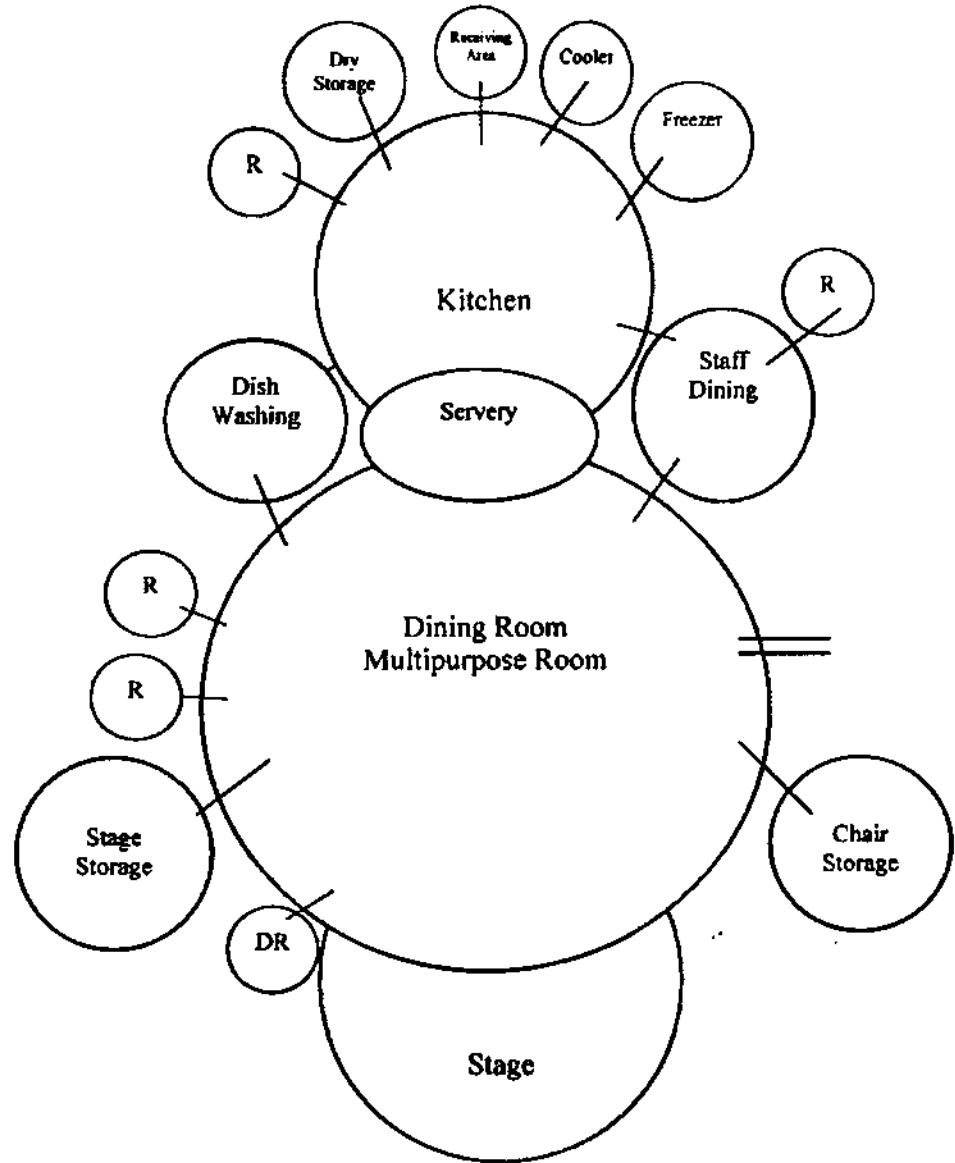 Receiving
Area
Dry
Storage
Cooler
Freezer
R
Kitchen
R
Staff
Dining
Dish
Washing
Servery
R
Dining Room
Multipurpose Room
R
Stage
Storage
Chair
Storage
DR
Stage